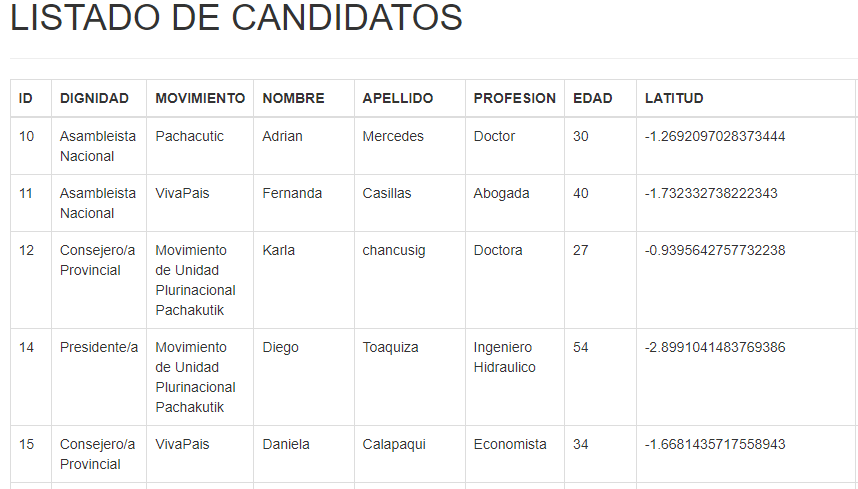 LISTADO DE CANDIDATOS
ID DIGNIDAD MOVIMIENTO NOMBRE APELLIDO PROFESION EDAD LATITUD
10 Asambleista Pachacutic Adrian Mercedes Doctor 30 -1.2692097028373444
Nacional
11 Asambleista VivaPais Fernanda Casillas Abogada 40 -1.732332738222343
Nacional
12 Consejero/a Movimiento Karla chancusig Doctora 27 -0.9395642757732238
Provincial de Unidad
Plurinacional
Pachakutik
14 Presidente/a Movimiento Diego Toaquiza Ingeniero 54 -2.8991041483769386
de Unidad Hidraulico
Plurinacional
Pachakutik
15 Consejero/a VivaPais Daniela Calapaqui Economista 34 -1.6681435717558943
Provincial